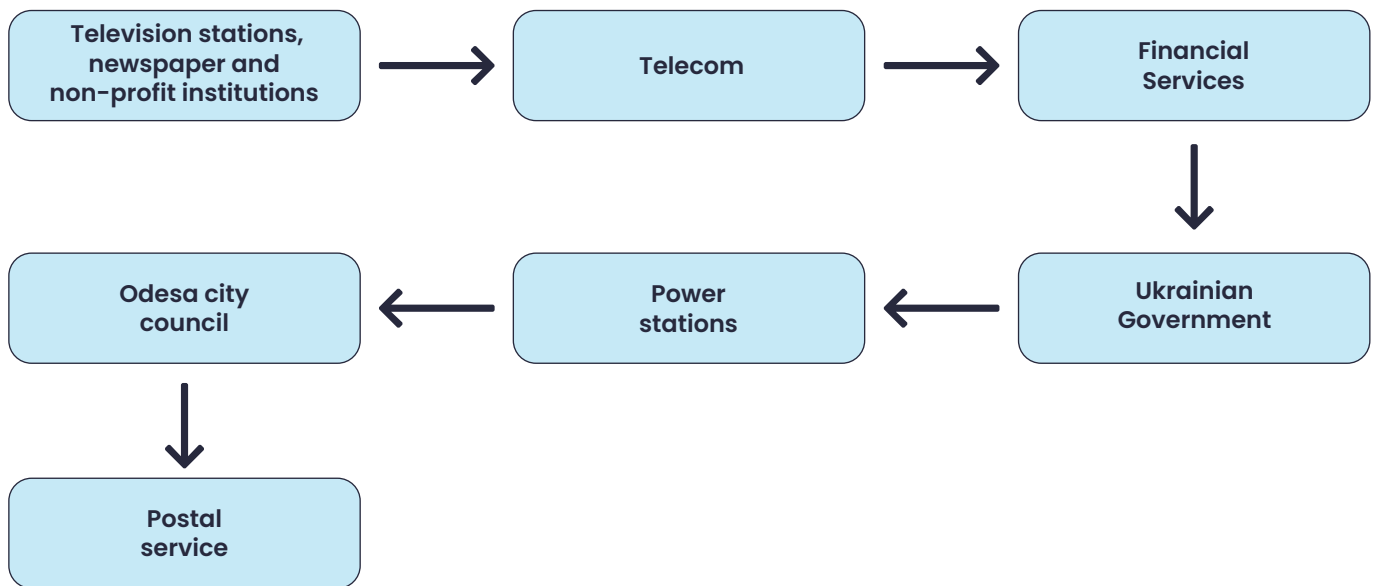 Television stations,
newspaper and
non-profit institutions
Telecom
Financial
Services
Ukrainian
Government
Power
stations
Odesa city
council
Postal
service